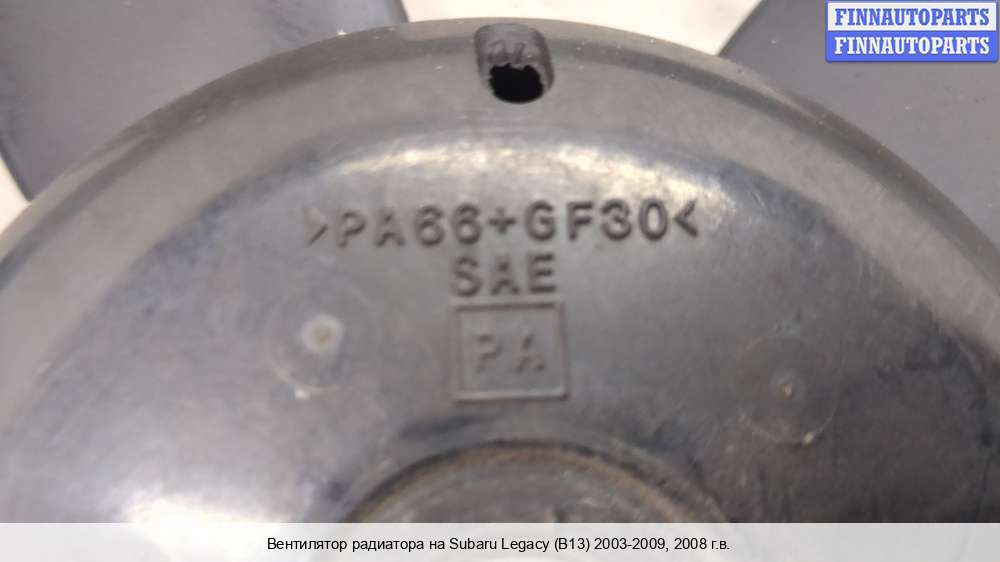 FINNAUTOPARTS
FINNAUTOPARTS
>PA66+GF30<
SAE
PA
Вентилятор радиатора на Subaru Legacy (B13) 2003-2009, 2008 г.в.